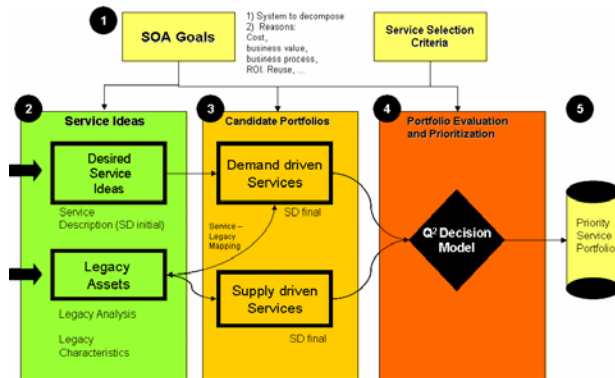 1
SOA Goals
1) System to decompose
2) Reasons:
Cost,
business value,
business process,
ROI. Reuse, ...
Service Selection
Criteria
2
Service Ideas
3
Candidate Portfolios
4
Portfolio Evaluation
and Prioritization
5
Desired
Service
Ideas
Service
Description (SD initial)
Demand driven
Services
SD final
Service –
Legacy
Mapping
Q² Decision
Model
Priority
Service
Portfolio
Legacy
Assets
Legacy Analysis
Legacy
Characteristics
Supply driven
Services
SD final